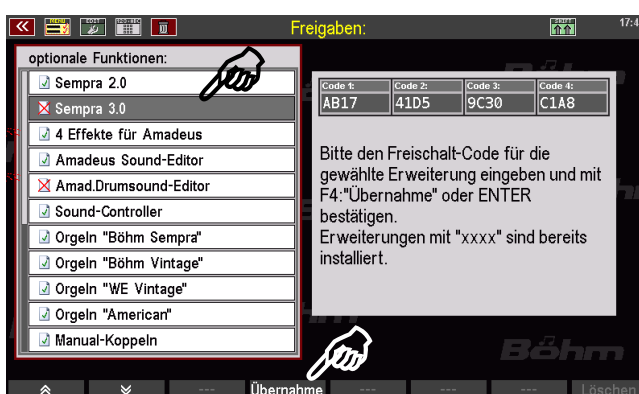 MENU
EDIT
Freigaben:
SHIFT
17:4
optionale Funktionen:
Sempra 2.0
Sempra 3.0
4 Effekte für Amadeus
Amadeus Sound-Editor
Amad.Drumsound-Editor
Sound-Controller
Orgeln "Böhm Sempra"
Orgeln "Böhm Vintage"
Orgeln "WE Vintage"
Orgeln "American"
Manual-Koppeln
Code 1: Code 2: Code 3: Code 4:
AB17 41D5 9C30 C1A8
Bitte den Freischalt-Code für die
gewählte Erweiterung eingeben und mit
F4:"Übernahme" oder ENTER
bestätigen.
Erweiterungen mit "xxxx" sind bereits
installiert.
Böhm
--- Übernahme --- --- --- Löschen